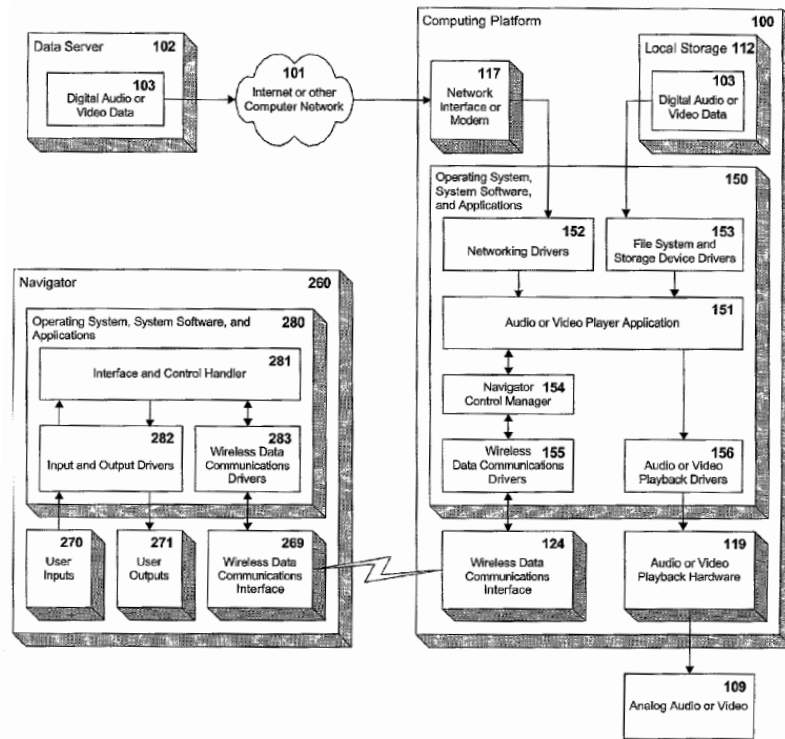 Data Server 102
103
Digital Audio or
Video Data
101
Internet or other
Computer Network
Computing Platform 100
117
Network
Interface or
Modem
Local Storage 112
103
Digital Audio or
Video Data
Operating System,
System Software,
and Applications
150
152
Networking Drivers
153
File System and
Storage Device Drivers
151
Audio or Video Player Application
Navigator 154
Control Manager
Wireless 155
Data Communications
Drivers
156
Audio or Video
Playback Drivers
124
Wireless Data
Communications
Interface
119
Audio or Video
Playback Hardware
109
Analog Audio or Video
Navigator 260
Operating System, System Software, and 280
Applications
281
Interface and Control Handler
282
Input and Output Drivers
283
Wireless Data
Communications
Drivers
270
User
Inputs
271
User
Outputs
269
Wireless Data
Communications
Interface